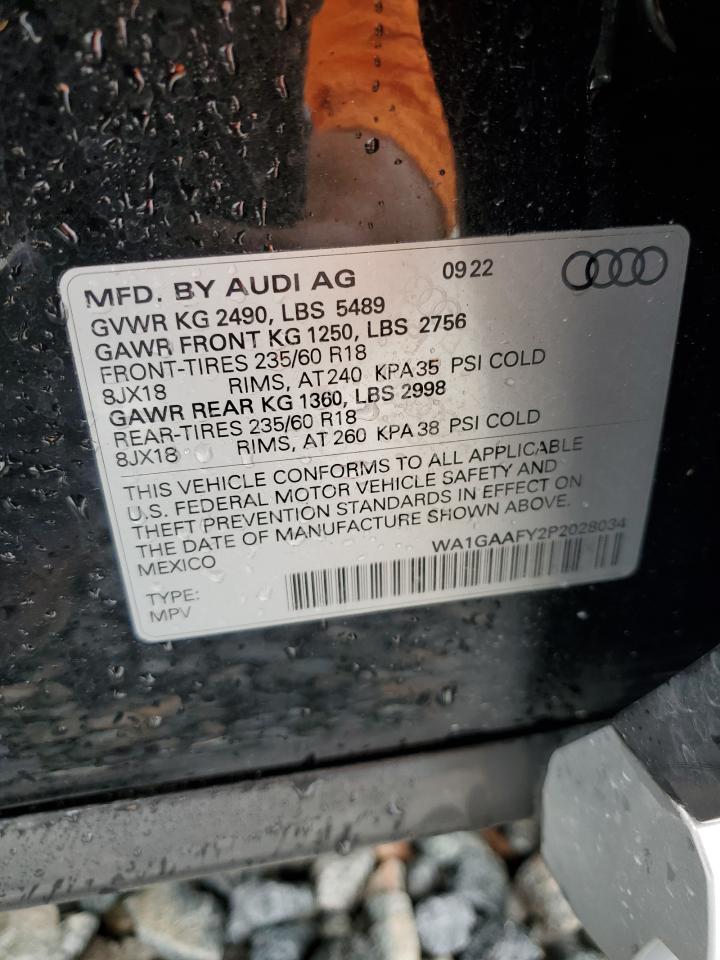 MFD. BY AUDI AG 0922
GVWR KG 2490, LBS 5489
GAWR FRONT KG 1250, LBS 2756
FRONT-TIRES 235/60 R18
8JX18 RIMS, AT 240 KPA 35 PSI COLD
GAWR REAR KG 1360, LBS 2998
REAR-TIRES 235/60 R18
8JX18 RIMS, AT 260 KPA 38 PSI COLD
THIS VEHICLE CONFORMS TO ALL APPLICABLE
U.S. FEDERAL MOTOR VEHICLE SAFETY AND
THEFT PREVENTION STANDARDS IN EFFECT ON
THE DATE OF MANUFACTURE SHOWN ABOVE.
MEXICO WA1GAAFY2P2028034
TYPE:
MPV